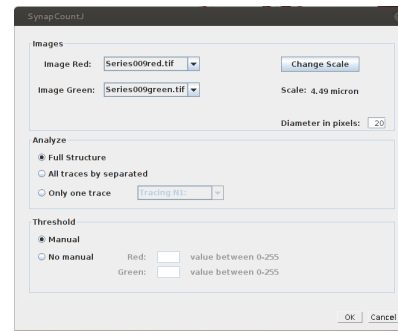 SynapCountJ
Images
Image Red: Series009red.tif Change Scale
Image Green: Series009green.tif Scale: 4.49 micron
Diameter in pixels: 20
Analyze
Full Structure
All traces by separated
Only one trace Tracing N1:
Threshold
Manual
No manual Red: value between 0-255
Green: value between 0-255
OK Cancel